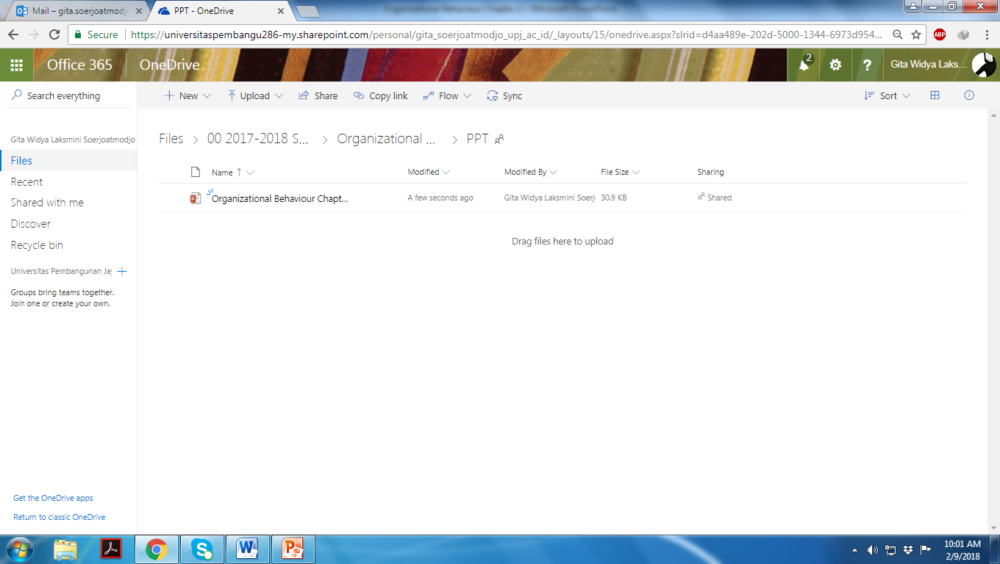 Organizational Behaviour Chapter 2 - Microsoft PowerPoint
Mail – gita.soerjoatmodjo
PPT - OneDrive
Secure
https://universitaspembangu286-my.sharepoint.com/personal/gita_soerjoatmodjo_upj_ac_id/_layouts/15/onedrive.aspx?slrid=d4aa489e-202d-5000-1344-6973d954...
ABP
Office 365
OneDrive
2
?
Gita Widya Laks...
Search everything
New
Upload
Share
Copy link
Flow
Sync
Sort
Gita Widya Laksmini Soerjoatmodjo
Files
Recent
Shared with me
Discover
Recycle bin
Universitas Pembangunan Jay
Groups bring teams together.
Join one or create your own.
Get the OneDrive apps
Return to classic OneDrive
Files > 00 2017-2018 S... > Organizational ... > PPT
Name ↑ Modified Modified By File Size Sharing
Organizational Behaviour Chapt... A few seconds ago Gita Widya Laksmini Soerj 30.9 KB Shared
Drag files here to upload
10:01 AM
2/9/2018